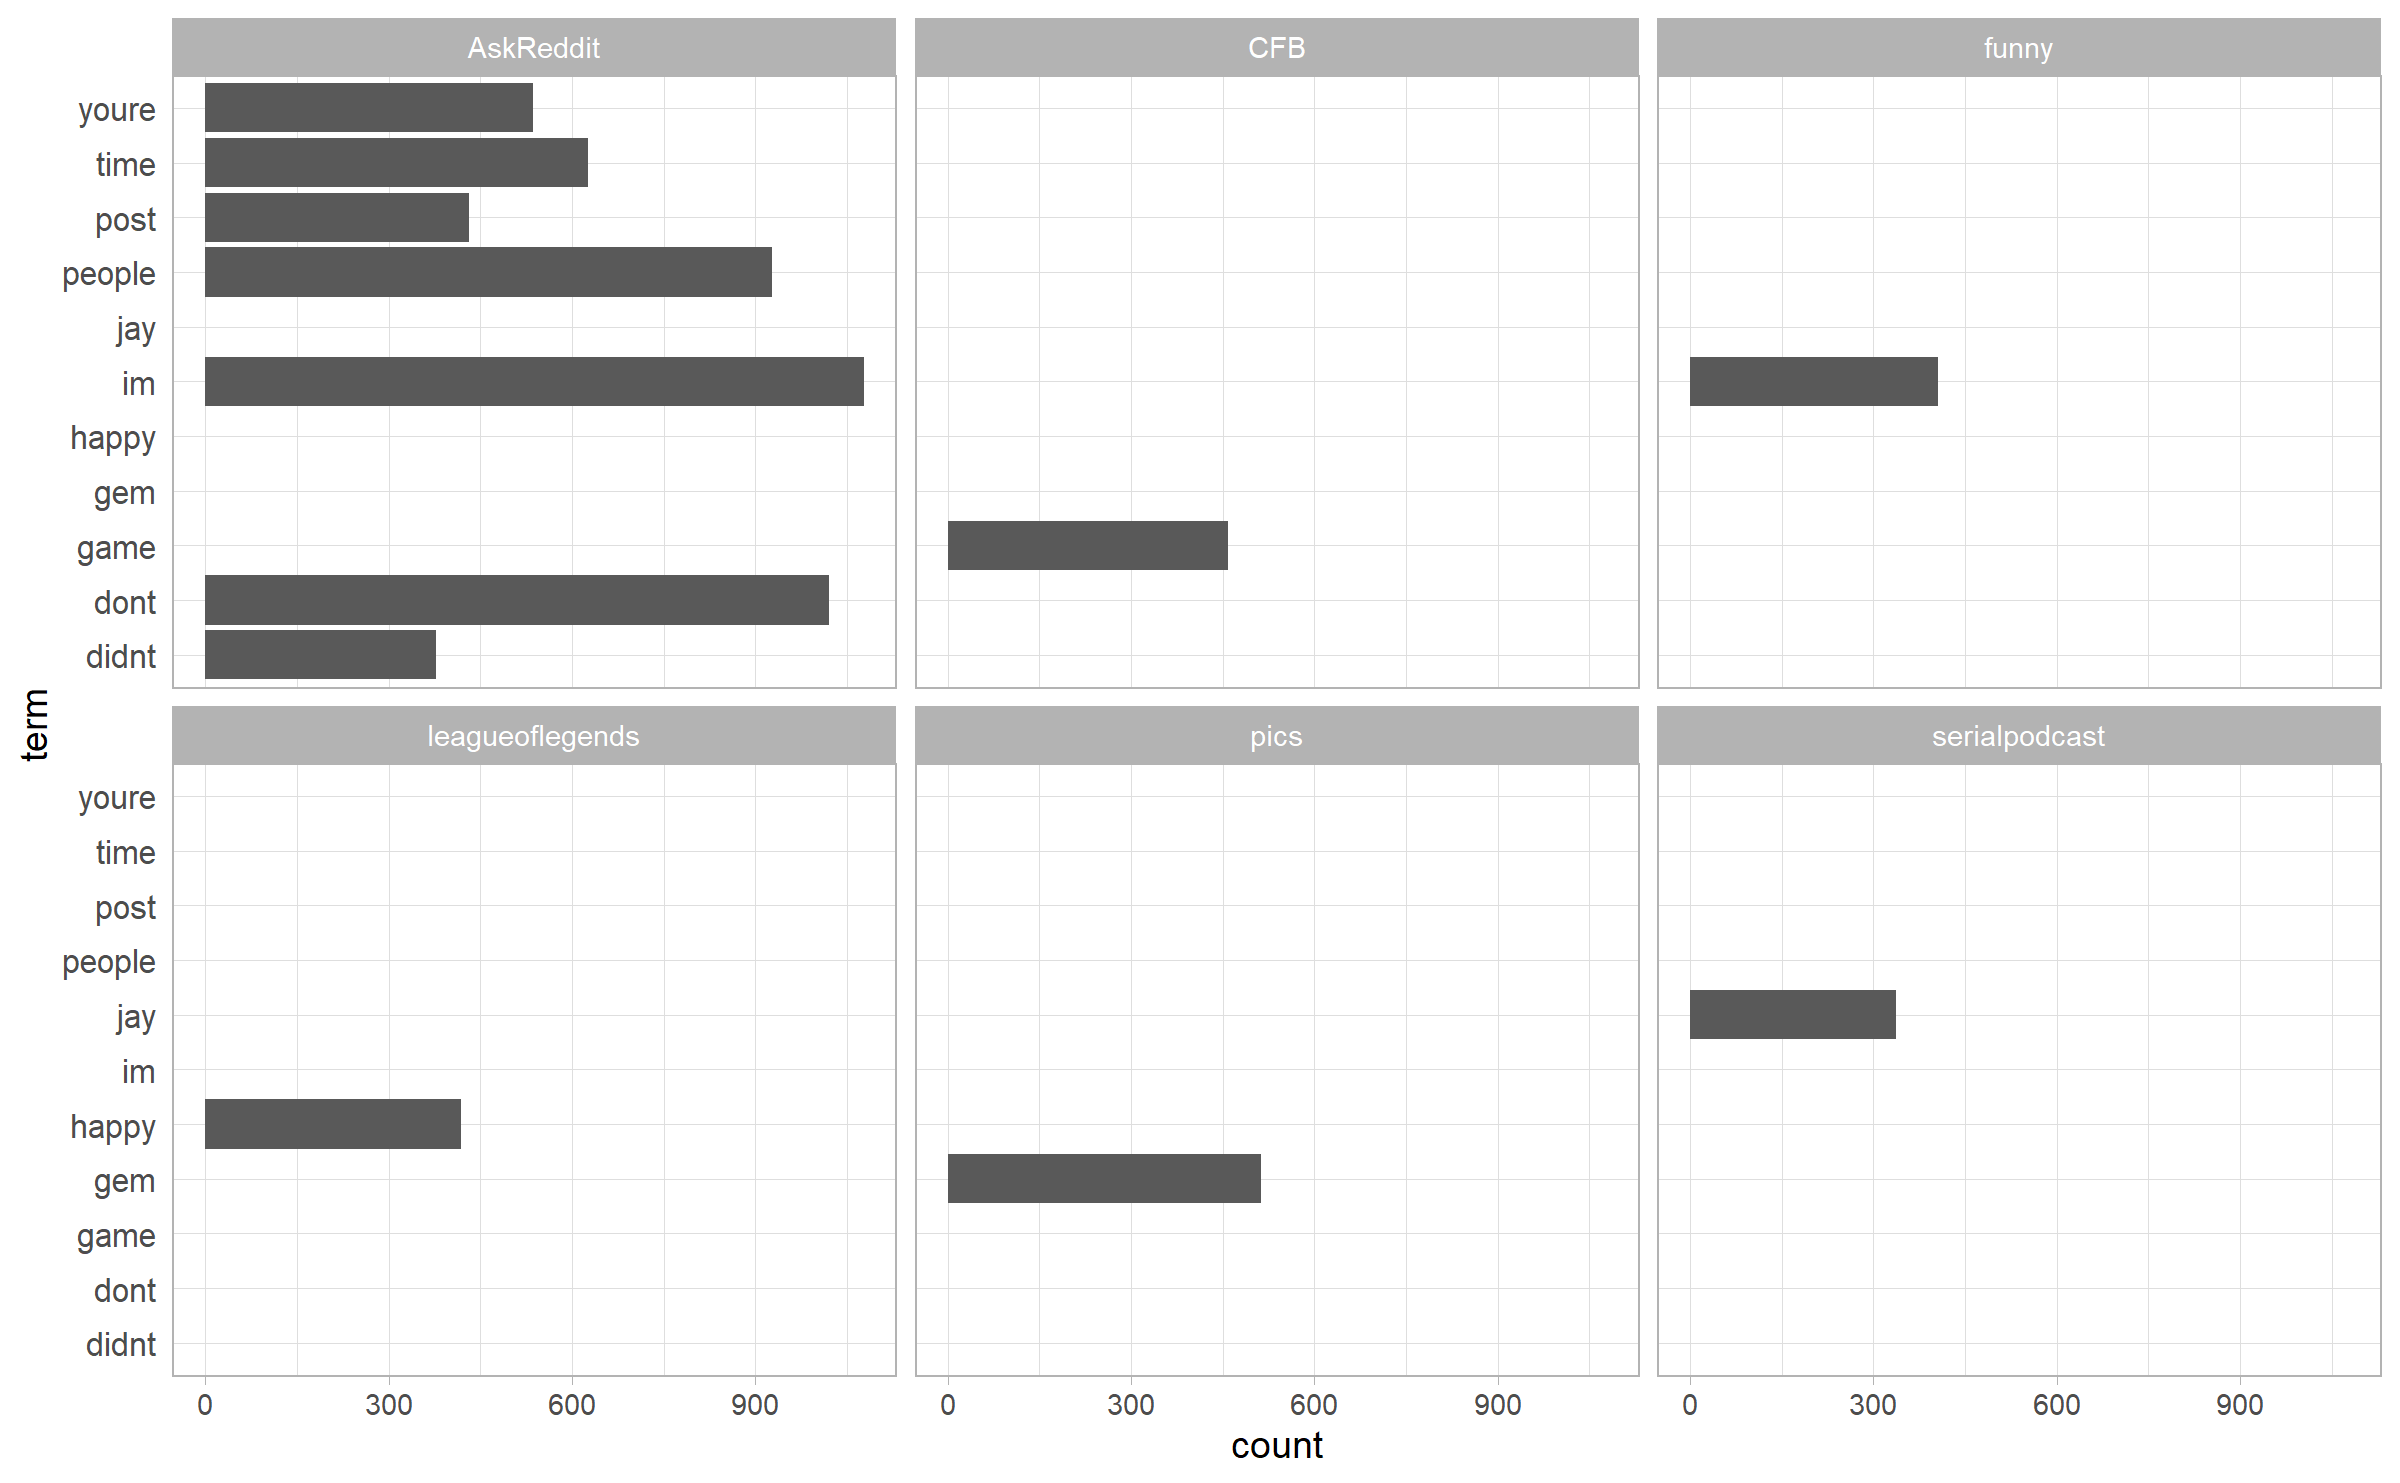 AskReddit
CFB
funny
youre
time
post
people
jay
im
happy
gem
game
dont
didnt
term
leagueoflegends
pics
serialpodcast
youre
time
post
people
jay
im
happy
gem
game
dont
didnt
0 300 600 900
0 300 600 900
0 300 600 900
count